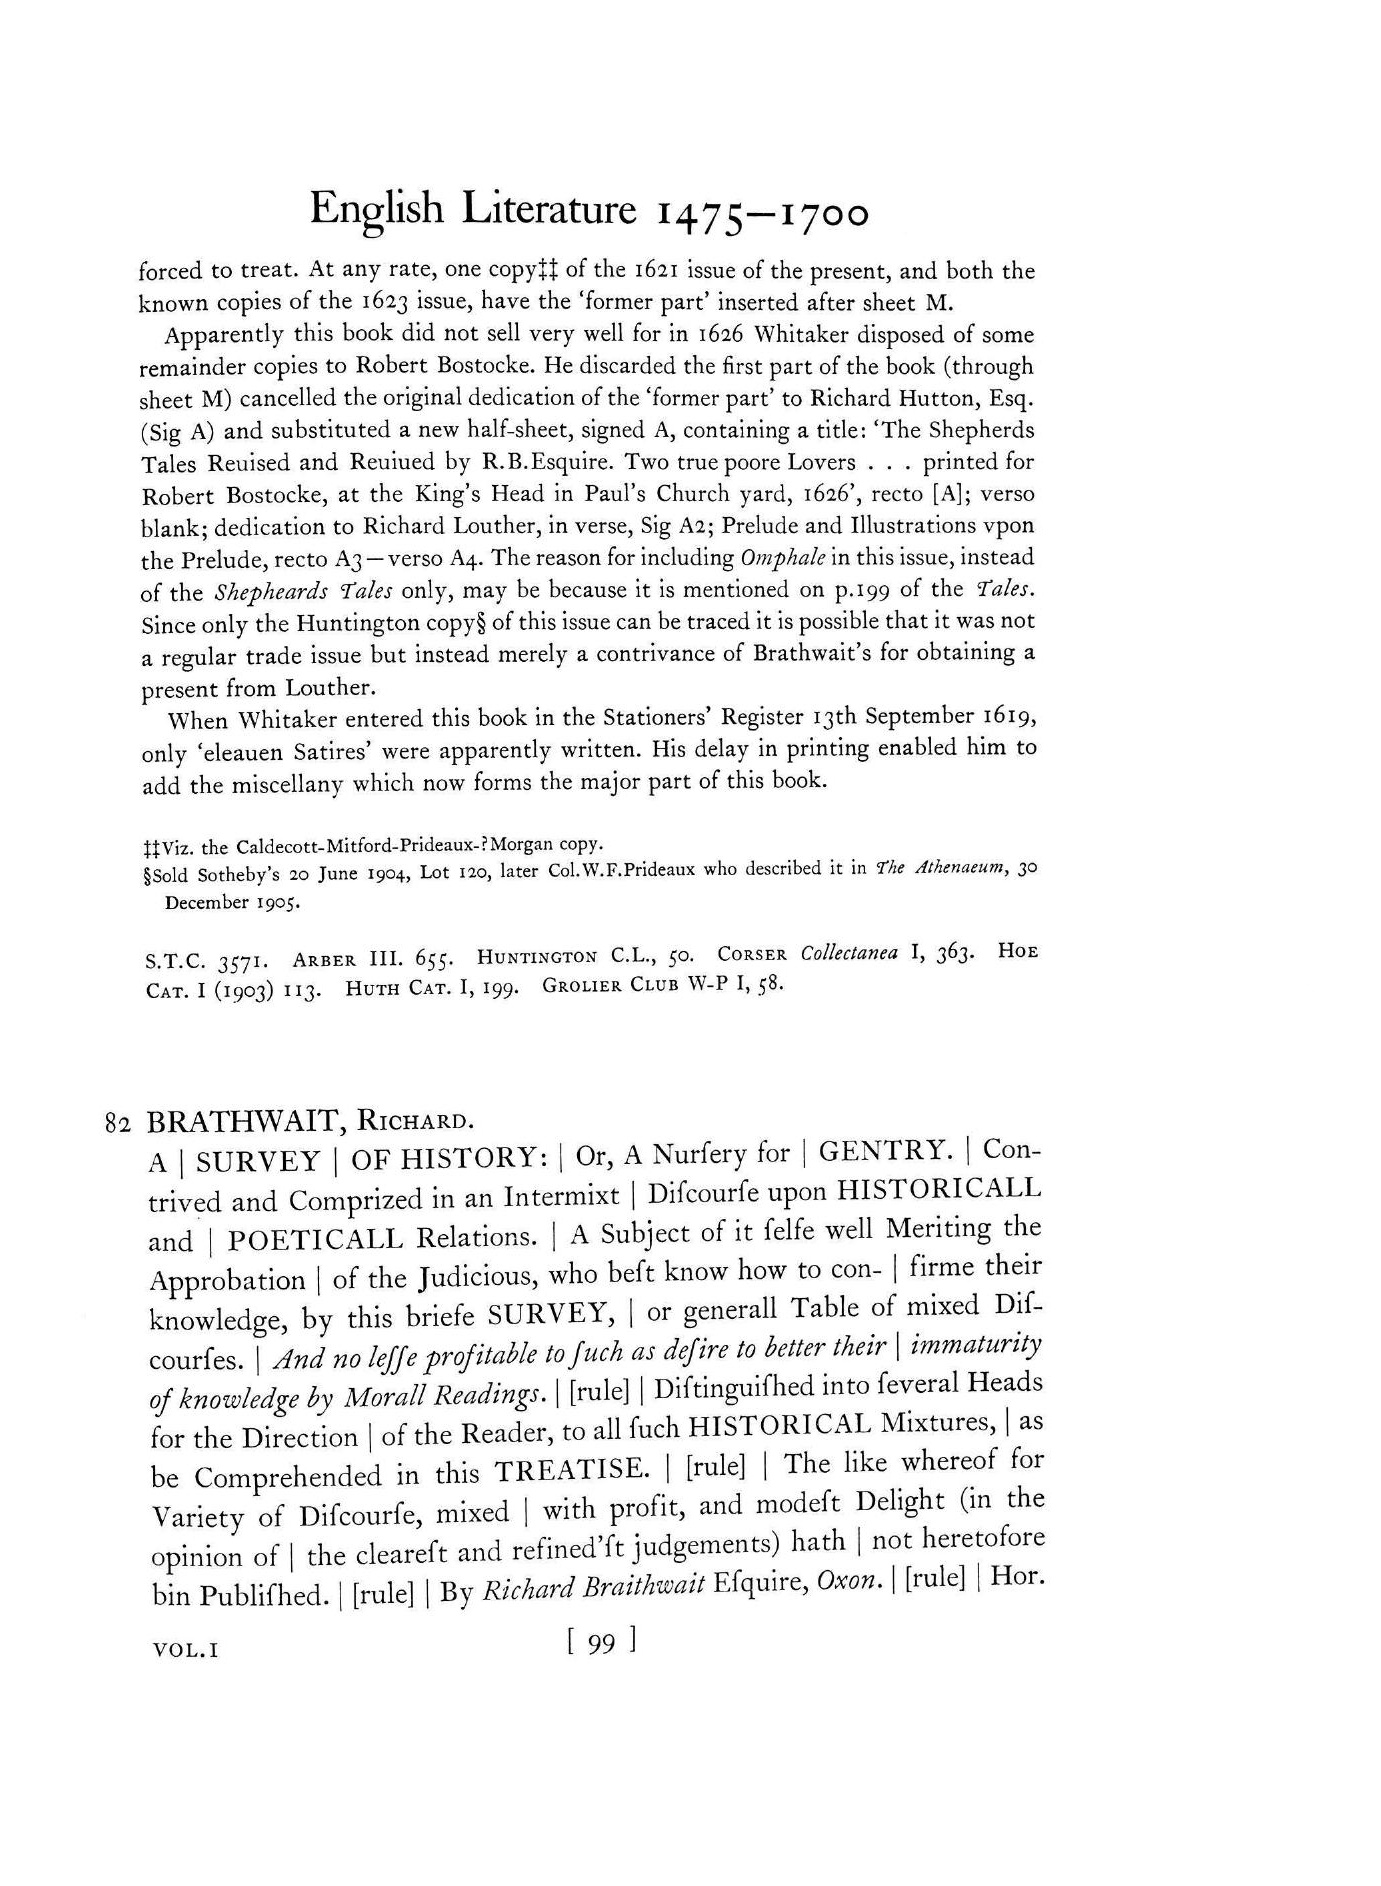 English Literature 1475—1700
forced to treat. At any rate, one copy‡‡ of the 1621 issue of the present, and both the
known copies of the 1623 issue, have the ‘former part’ inserted after sheet M.
Apparently this book did not sell very well for in 1626 Whitaker disposed of some
remainder copies to Robert Bostocke. He discarded the first part of the book (through
sheet M) cancelled the original dedication of the ‘former part’ to Richard Hutton, Esq.
(Sig A) and substituted a new half-sheet, signed A, containing a title: ‘The Shepherds
Tales Reuised and Reuiued by R.B.Esquire. Two true poore Lovers . . . printed for
Robert Bostocke, at the King’s Head in Paul’s Church yard, 1626’, recto [A]; verso
blank; dedication to Richard Louther, in verse, Sig A2; Prelude and Illustrations vpon
the Prelude, recto A3—verso A4. The reason for including Omphale in this issue, instead
of the Shepheards Tales only, may be because it is mentioned on p.199 of the Tales.
Since only the Huntington copy§ of this issue can be traced it is possible that it was not
a regular trade issue but instead merely a contrivance of Brathwait’s for obtaining a
present from Louther.
When Whitaker entered this book in the Stationers’ Register 13th September 1619,
only ‘eleauen Satires’ were apparently written. His delay in printing enabled him to
add the miscellany which now forms the major part of this book.
‡‡Viz. the Caldecott-Mitford-Prideaux-?Morgan copy.
§Sold Sotheby’s 20 June 1904, Lot 120, later Col.W.F.Prideaux who described it in The Athenaeum, 30
December 1905.
S.T.C. 3571. Arber III. 655. Huntington C.L., 50. Corser Collectanea I, 363. Hoe
Cat. I (1903) 113. Huth Cat. I, 199. Grolier Club W-P I, 58.
82 BRATHWAIT, Richard.
A | SURVEY | OF HISTORY: | Or, A Nurſery for | GENTRY. | Con-
trived and Comprized in an Intermixt | Diſcourſe upon HISTORICALL
and | POETICALL Relations. | A Subject of it ſelfe well Meriting the
Approbation | of the Judicious, who beſt know how to con- | firme their
knowledge, by this briefe SURVEY, | or generall Table of mixed Diſ-
courſes. | And no leſſe profitable to ſuch as deſire to better their | immaturity
of knowledge by Morall Readings. | [rule] | Diſtinguiſhed into ſeveral Heads
for the Direction | of the Reader, to all ſuch HISTORICAL Mixtures, | as
be Comprehended in this TREATISE. | [rule] | The like whereof for
Variety of Diſcourſe, mixed | with profit, and modeſt Delight (in the
opinion of | the cleareſt and refined’ſt judgements) hath | not heretofore
bin Publiſhed. | [rule] | By Richard Braithwait Eſquire, Oxon. | [rule] | Hor.
VOL.I [ 99 ]